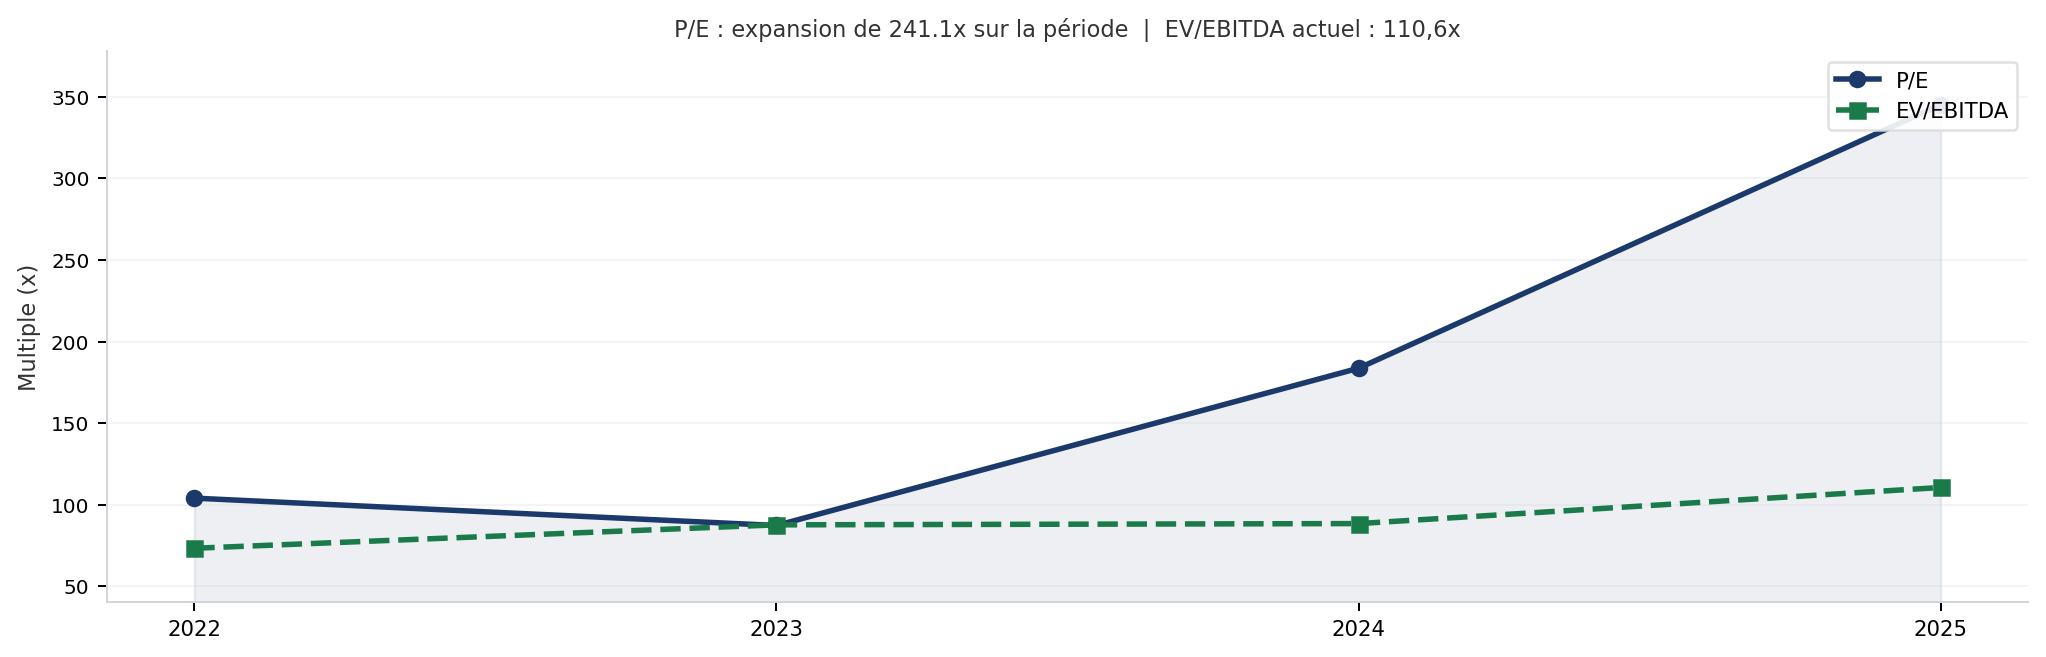 P/E : expansion de 241.1x sur la période | EV/EBITDA actuel : 110,6x
P/E
EV/EBITDA
Multiple (x)
350
300
250
200
150
100
50
2022 2023 2024 2025